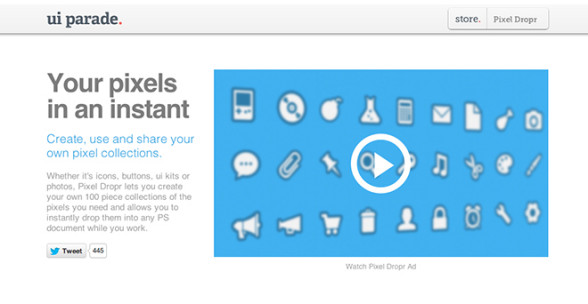 ui parade.
store. Pixel Dropr
Your pixels
in an instant
Create, use and share your
own pixel collections.
Whether it's icons, buttons, ui kits or
photos, Pixel Dropr lets you create
your own 100 piece collections of the
pixels you need and allows you to
instantly drop them into any PS
document while you work.
Tweet 445
Watch Pixel Dropr Ad